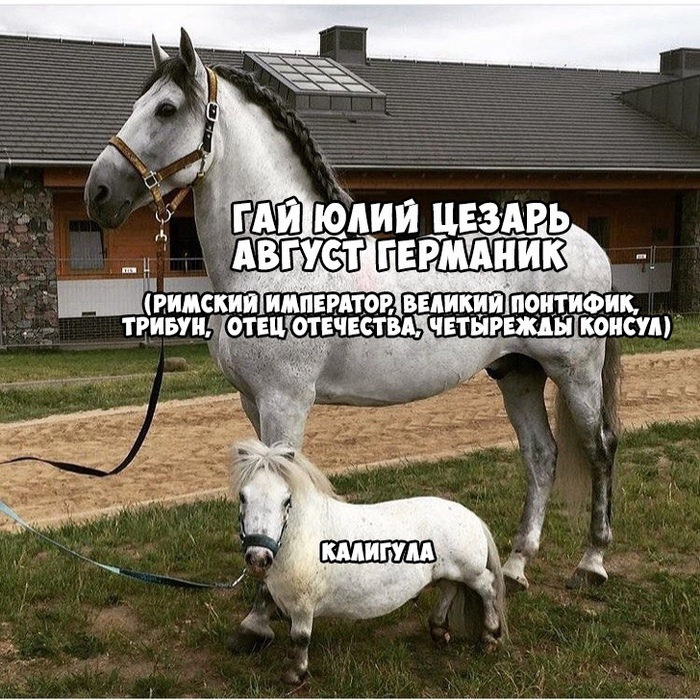 ГАЙ ЮЛИЙ ЦЕЗАРЬ
АВГУСТ ГЕРМАНИК
(РИМСКИЙ ИМПЕРАТОР, ВЕЛИКИЙ ПОНТИФИК,
ТРИБУН, ОТЕЦ ОТЕЧЕСТВА, ЧЕТЫРЕЖДЫ КОНСУЛ)
КАЛИГУЛА